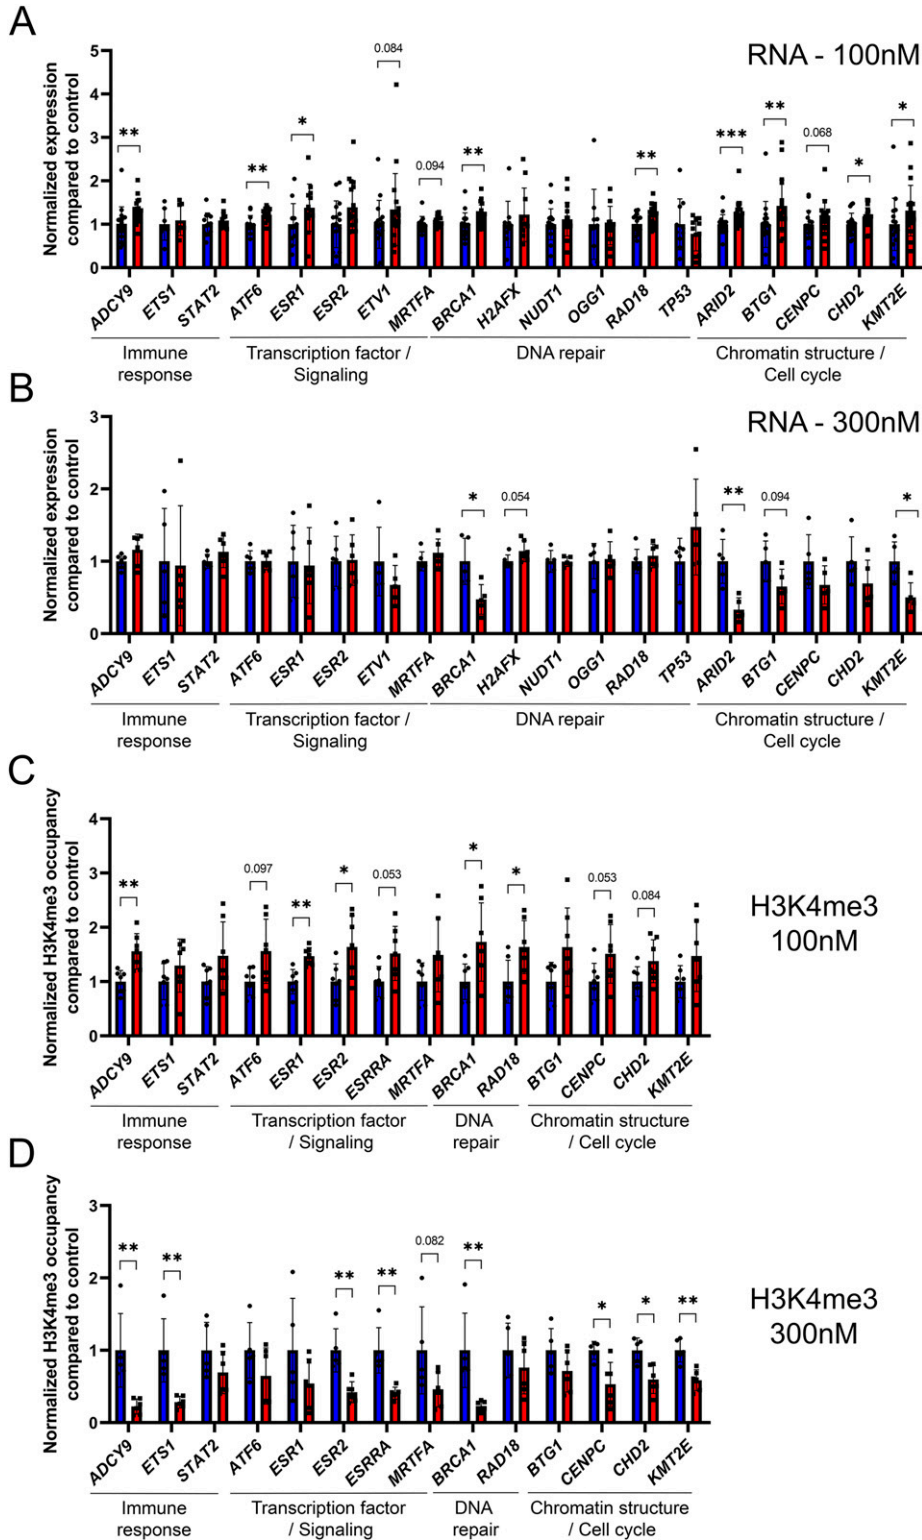 A
RNA - 100nM
Normalized expression
compared to control
5
4
3
2
1
0
** ** * 0.084 0.094 ** ** *** ** 0.068 * *
ADCY9 ETS1 STAT2 ATF6 ESR1 ESR2 ETV1 MRTFA BRCA1 H2AFX NUDT1 OGG1 RAD18 TP53 ARID2 BTG1 CENPC CHD2 KMT2E
Immune
response
Transcription factor /
Signaling
DNA repair
Chromatin structure /
Cell cycle
B
RNA - 300nM
Normalized expression
compared to control
3
2
1
0
* 0.054 ** 0.094 *
ADCY9 ETS1 STAT2 ATF6 ESR1 ESR2 ETV1 MRTFA BRCA1 H2AFX NUDT1 OGG1 RAD18 TP53 ARID2 BTG1 CENPC CHD2 KMT2E
Immune
response
Transcription factor /
Signaling
DNA repair
Chromatin structure /
Cell cycle
C
H3K4me3
100nM
Normalized H3K4me3 occupancy
compared to control
4
3
2
1
0
** 0.097 ** * 0.053 * * 0.053 0.084
ADCY9 ETS1 STAT2 ATF6 ESR1 ESR2 ESRRA MRTFA BRCA1 RAD18 BTG1 CENPC CHD2 KMT2E
Immune
response
Transcription factor
/ Signaling
DNA
repair
Chromatin structure
/ Cell cycle
D
H3K4me3
300nM
Normalized H3K4me3 occupancy
compared to control
3
2
1
0
** ** ** ** 0.082 ** * * **
ADCY9 ETS1 STAT2 ATF6 ESR1 ESR2 ESRRA MRTFA BRCA1 RAD18 BTG1 CENPC CHD2 KMT2E
Immune
response
Transcription factor
/ Signaling
DNA
repair
Chromatin structure
/ Cell cycle